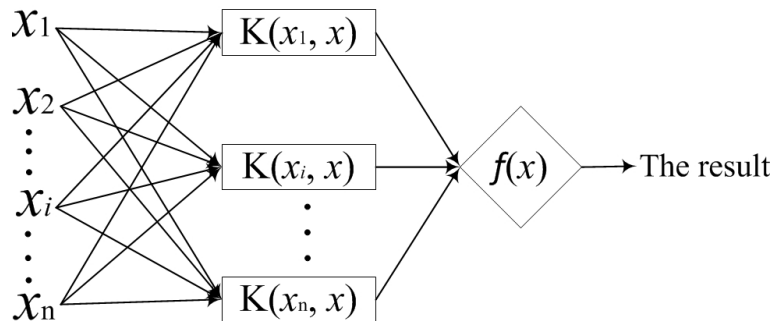 x1
x2
xi
xn
K(x1, x)
K(xi, x)
K(xn, x)
f(x)
The result